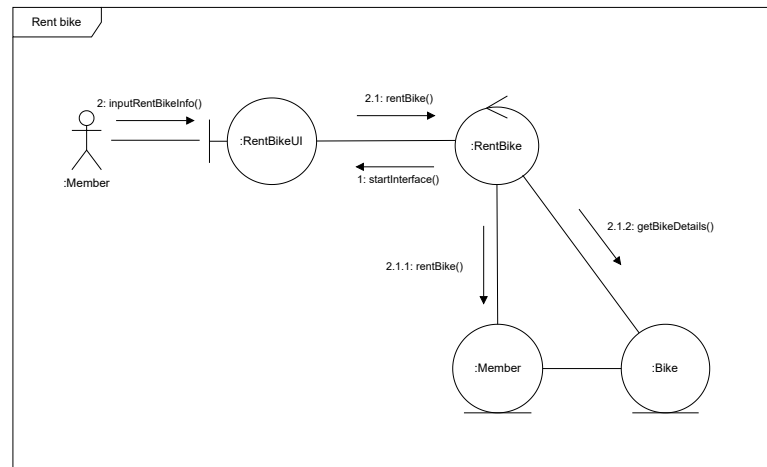 Rent bike
2: inputRentBikeInfo()
2.1: rentBike()
:RentBikeUI
:RentBike
:Member
1: startInterface()
2.1.2: getBikeDetails()
2.1.1: rentBike()
:Member
:Bike